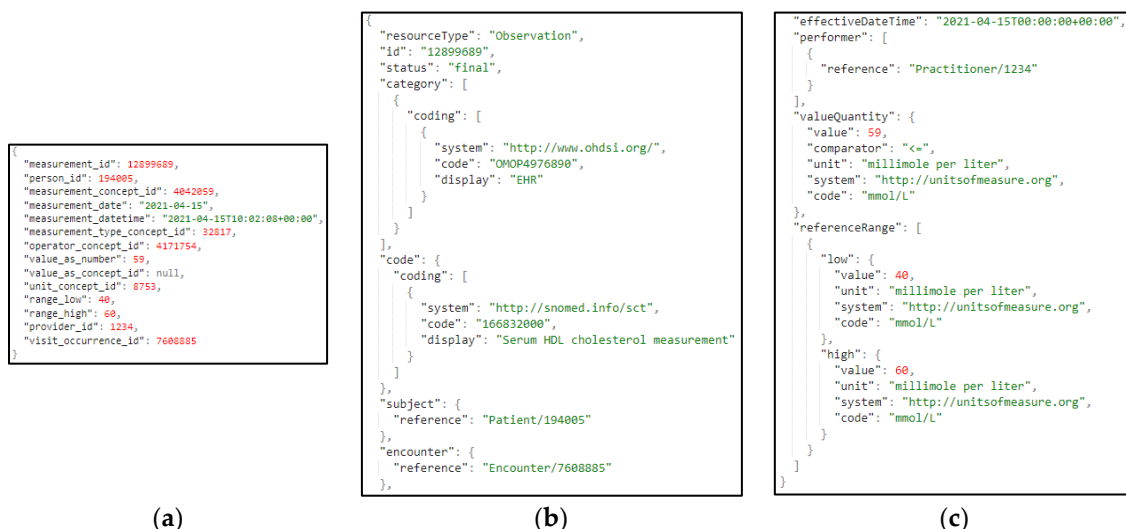 {
"measurement_id": 12899689,
"person_id": 194005,
"measurement_concept_id": 4042059,
"measurement_date": "2021-04-15",
"measurement_datetime": "2021-04-15T10:02:08+00:00",
"measurement_type_concept_id": 32817,
"operator_concept_id": 4171754,
"value_as_number": 59,
"value_as_concept_id": null,
"unit_concept_id": 8753,
"range_low": 40,
"range_high": 60,
"provider_id": 1234,
"visit_occurrence_id": 7608885
}
(a)
{
"resourceType": "Observation",
"id": "12899689",
"status": "final",
"category": [
{
"coding": [
{
"system": "http://www.ohdsi.org/",
"code": "OMOP4976890",
"display": "EHR"
}
]
}
],
"code": {
"coding": [
{
"system": "http://snomed.info/sct",
"code": "166832000",
"display": "Serum HDL cholesterol measurement"
}
]
},
"subject": {
"reference": "Patient/194005"
},
"encounter": {
"reference": "Encounter/7608885"
},
(b)
"effectiveDateTime": "2021-04-15T00:00:00+00:00",
"performer": [
{
"reference": "Practitioner/1234"
}
],
"valueQuantity": {
"value": 59,
"comparator": "<=",
"unit": "millimole per liter",
"system": "http://unitsofmeasure.org",
"code": "mmol/L"
},
"referenceRange": [
{
"low": {
"value": 40,
"unit": "millimole per liter",
"system": "http://unitsofmeasure.org",
"code": "mmol/L"
},
"high": {
"value": 60,
"unit": "millimole per liter",
"system": "http://unitsofmeasure.org",
"code": "mmol/L"
}
}
]
}
(c)